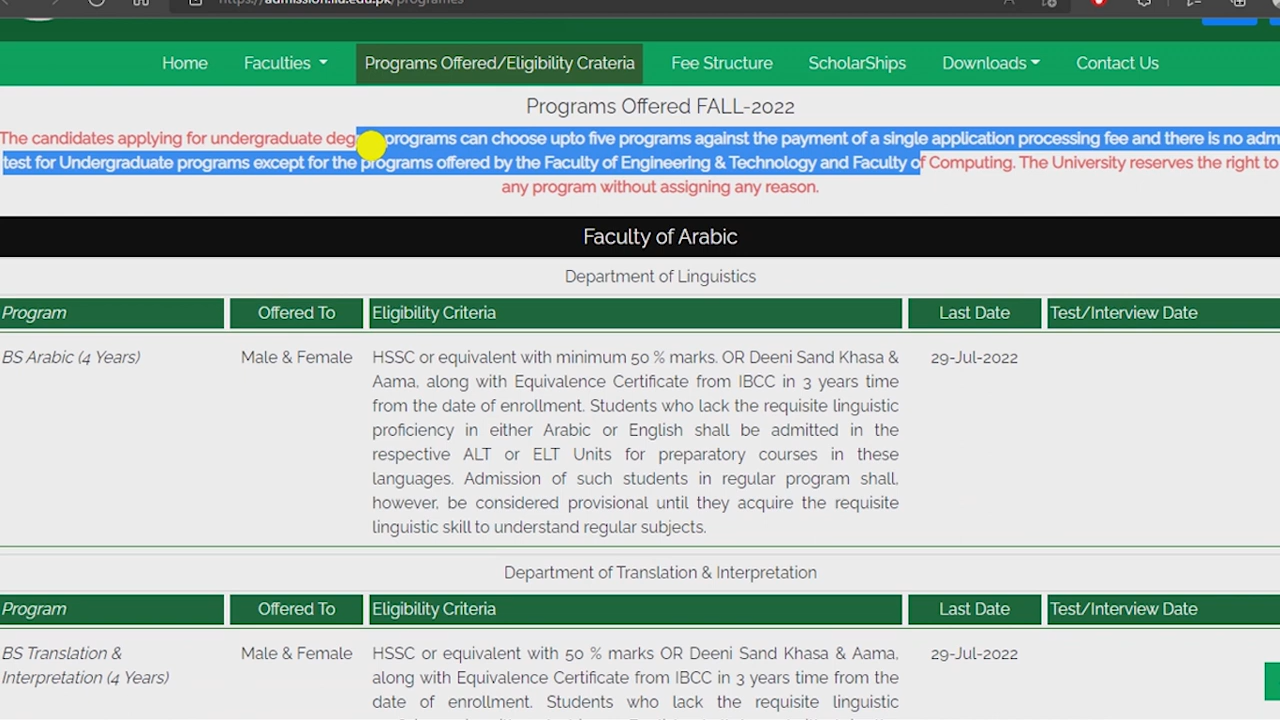 https://admission.iiu.edu.pk/programes
Home Faculties Programs Offered/Eligibility Crateria Fee Structure ScholarShips Downloads Contact Us
Programs Offered FALL-2022
The candidates applying for undergraduate programs can choose upto five programs against the payment of a single application processing fee and there is no
test for Undergraduate programs except for the programs offered by the Faculty of Engineering & Technology and Faculty of Computing. The University reserves the right to
any program without assigning any reason.
Faculty of Arabic
Department of Linguistics
Program Offered To Eligibility Criteria Last Date Test/Interview Date
BS Arabic (4 Years) Male & Female HSSC or equivalent with minimum 50 % marks. OR Deeni Sand Khasa & 29-Jul-2022
Aama, along with Equivalence Certificate from IBCC in 3 years time
from the date of enrollment. Students who lack the requisite linguistic
proficiency in either Arabic or English shall be admitted in the
respective ALT or ELT Units for preparatory courses in these
languages. Admission of such students in regular program shall,
however, be considered provisional until they acquire the requisite
linguistic skill to understand regular subjects.
Department of Translation & Interpretation
Program Offered To Eligibility Criteria Last Date Test/Interview Date
BS Translation & Male & Female HSSC or equivalent with 50 % marks OR Deeni Sand Khasa & Aama, 29-Jul-2022
Interpretation (4 Years) along with Equivalence Certificate from IBCC in 3 years time from the
date of enrollment. Students who lack the requisite linguistic